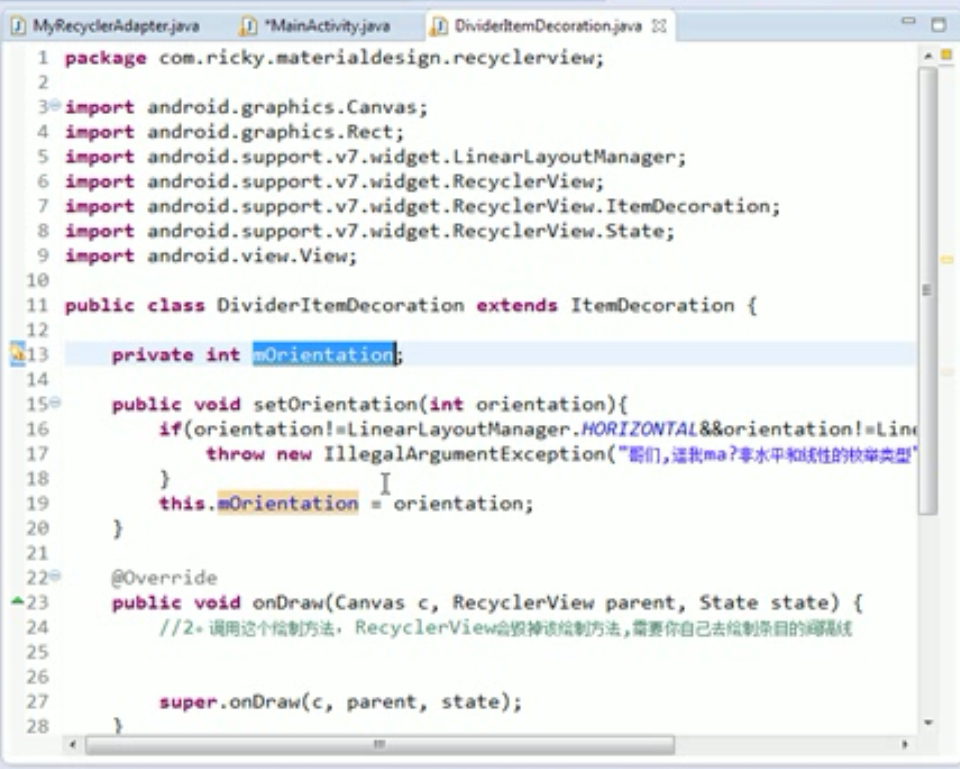 MyRecyclerAdapter.java *MainActivity.java DividerItemDecoration.java
1 package com.ricky.materialdesign.recyclerview;
2
3 import android.graphics.Canvas;
4 import android.graphics.Rect;
5 import android.support.v7.widget.LinearLayoutManager;
6 import android.support.v7.widget.RecyclerView;
7 import android.support.v7.widget.RecyclerView.ItemDecoration;
8 import android.support.v7.widget.RecyclerView.State;
9 import android.view.View;
10
11 public class DividerItemDecoration extends ItemDecoration {
12
13 private int mOrientation;
14
15 public void setOrientation(int orientation){
16 if(orientation!=LinearLayoutManager.HORIZONTAL&&orientation!=Line
17 throw new IllegalArgumentException("哥们,逗我ma?非水平和线性的枚举类型"
18 }
19 this.mOrientation = orientation;
20 }
21
22 @Override
23 public void onDraw(Canvas c, RecyclerView parent, State state) {
24 //2。调用这个绘制方法，RecyclerView会毁掉该绘制方法,需要你自己去绘制条目的间隔线
25
26
27 super.onDraw(c, parent, state);
28 }